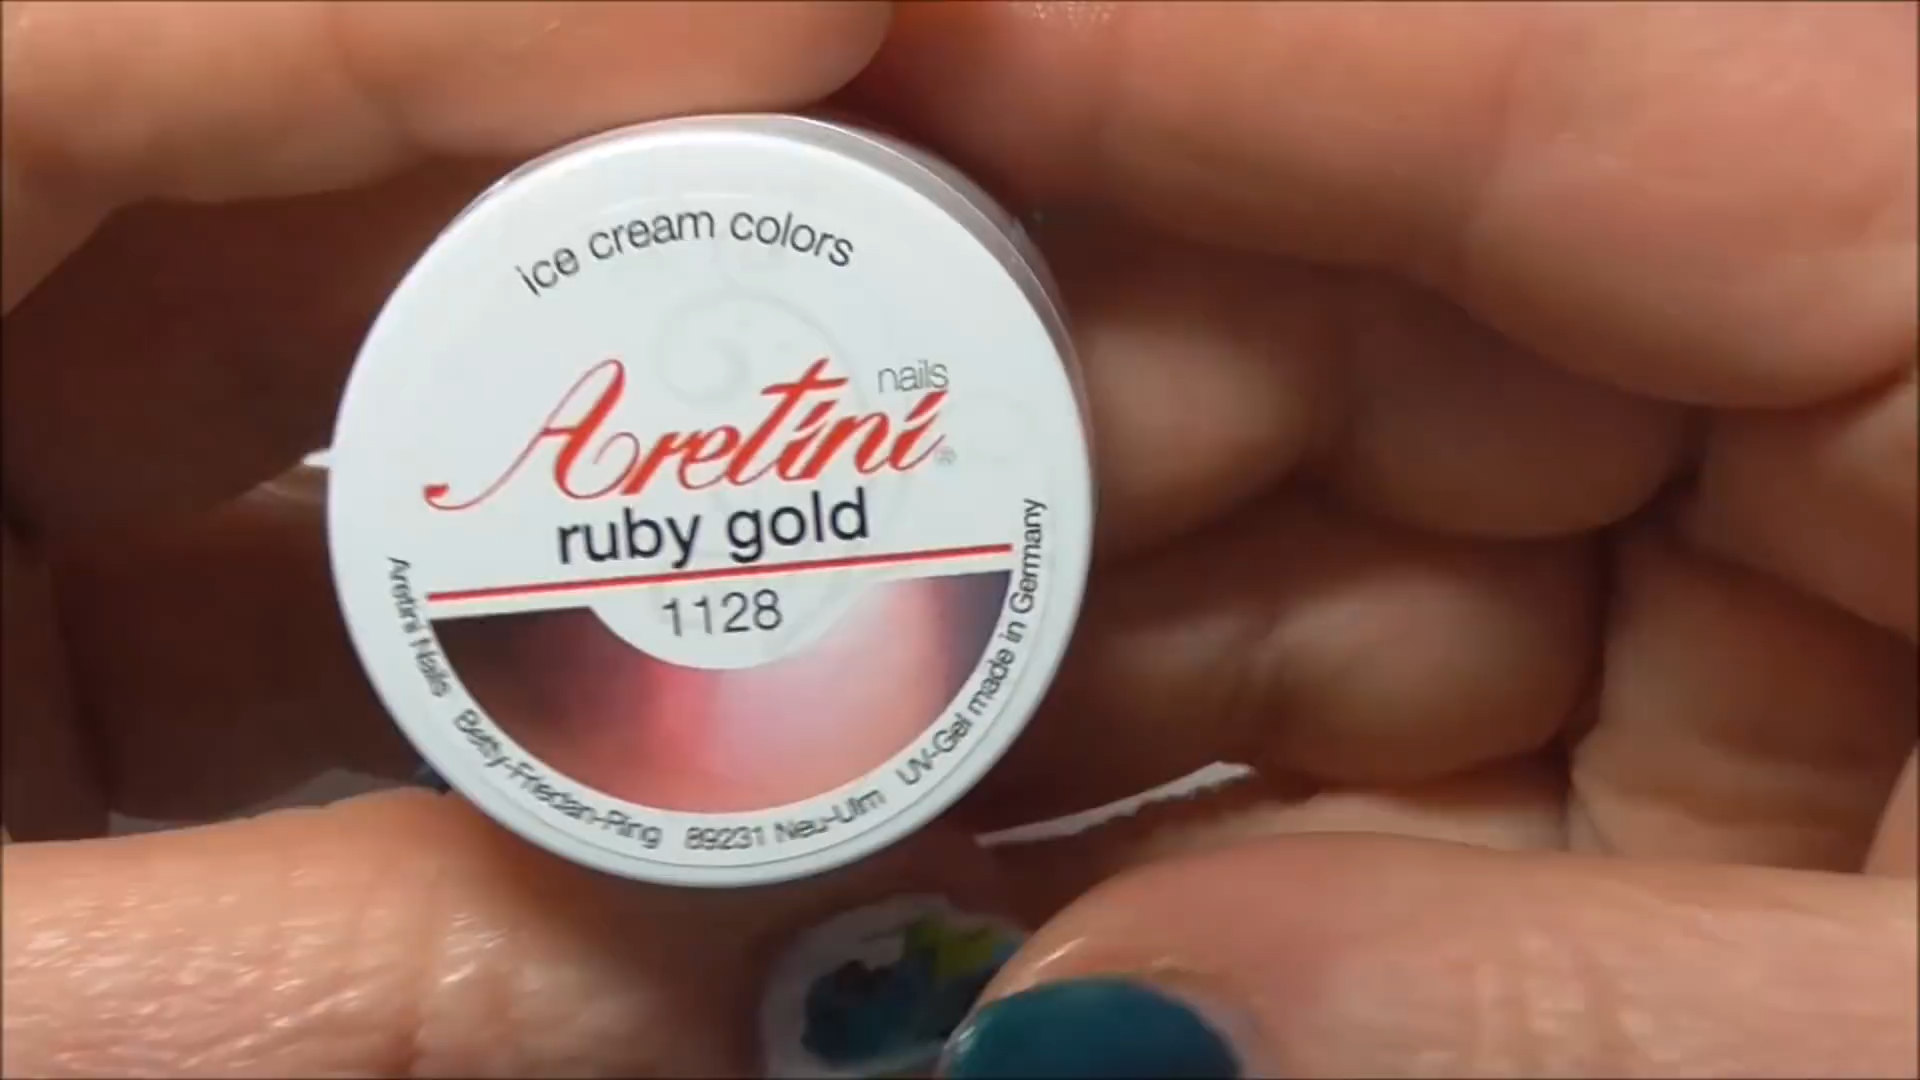 ice cream colors
nails
Aretini®
ruby gold
1128
Aretini Nails Betty-Friedan-Ring 89231 Neu-Ulm UV-Gel made in Germany